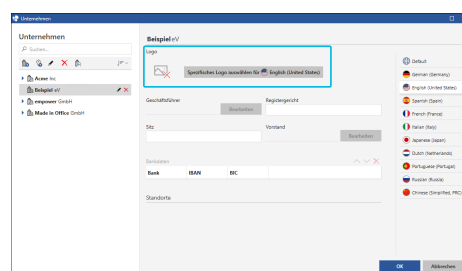 Unternehmen
Unternehmen
Suchen...
Acme Inc
Beispiel eV
empower GmbH
Made in Office GmbH
Beispiel eV
Logo
Spezifisches Logo auswählen für English (United States)
Geschäftsführer
Registergericht
Bearbeiten
Sitz
Vorstand
Bearbeiten
Bankdaten
Bank IBAN BIC
Standorte
Default
German (Germany)
English (United States)
Spanish (Spain)
French (France)
Italian (Italy)
Japanese (Japan)
Dutch (Netherlands)
Portuguese (Portugal)
Russian (Russia)
Chinese (Simplified, PRC)
OK Abbrechen